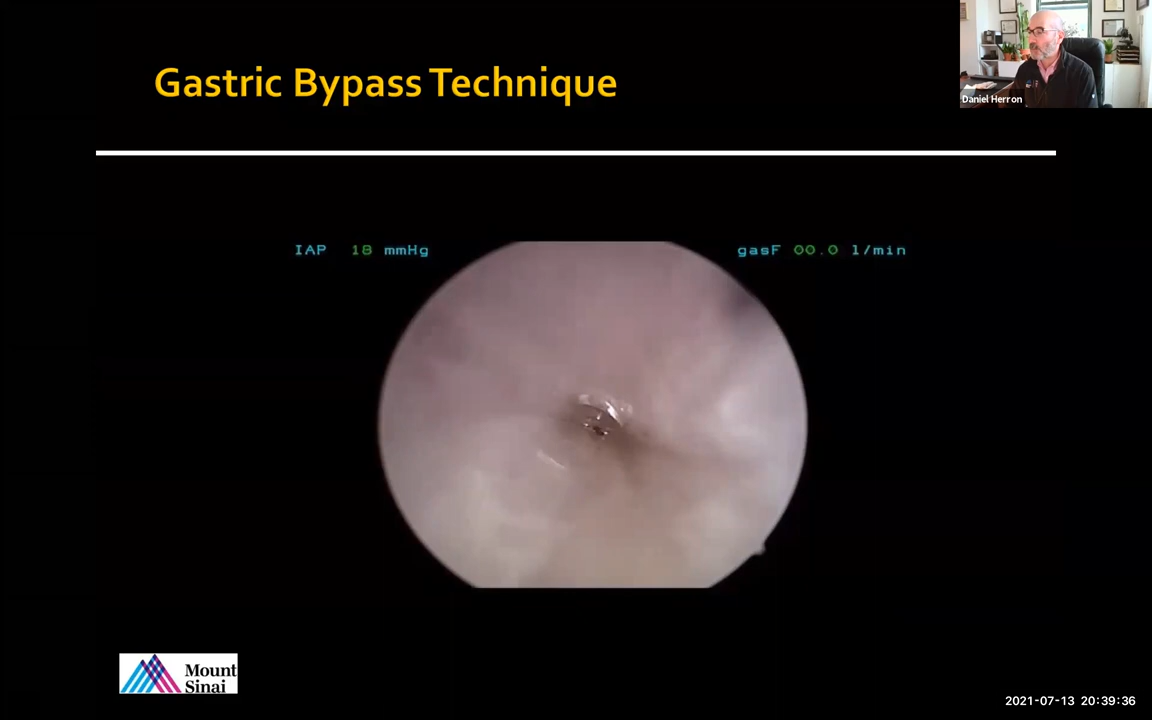 Gastric Bypass Technique
Daniel Herron
IAP 18 mmHg
gasF 00.0 l/min
Mount
Sinai
2021-07-13 20:39:36